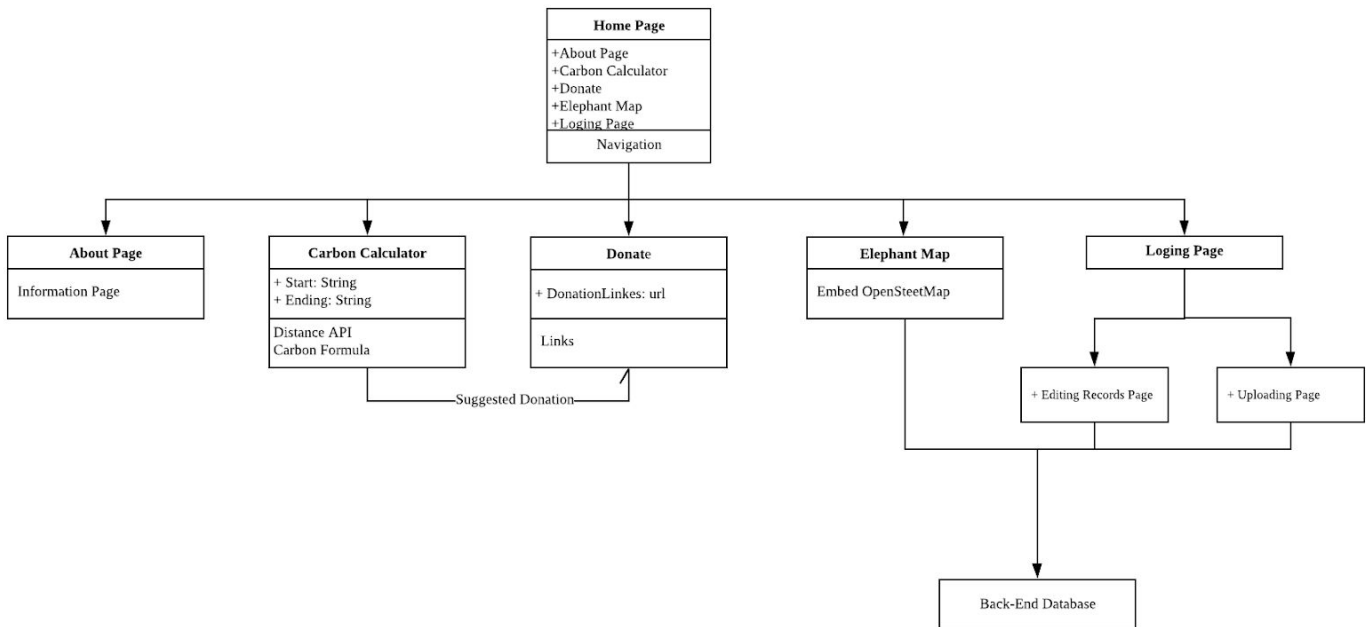 Home Page
+About Page
+Carbon Calculator
+Donate
+Elephant Map
+Loging Page
Navigation
About Page
Information Page
Carbon Calculator
+ Start: String
+ Ending: String
Distance API
Carbon Formula
Donate
+ DonationLinkes: url
Links
Elephant Map
Embed OpenSteetMap
Loging Page
Suggested Donation
+ Editing Records Page
+ Uploading Page
Back-End Database